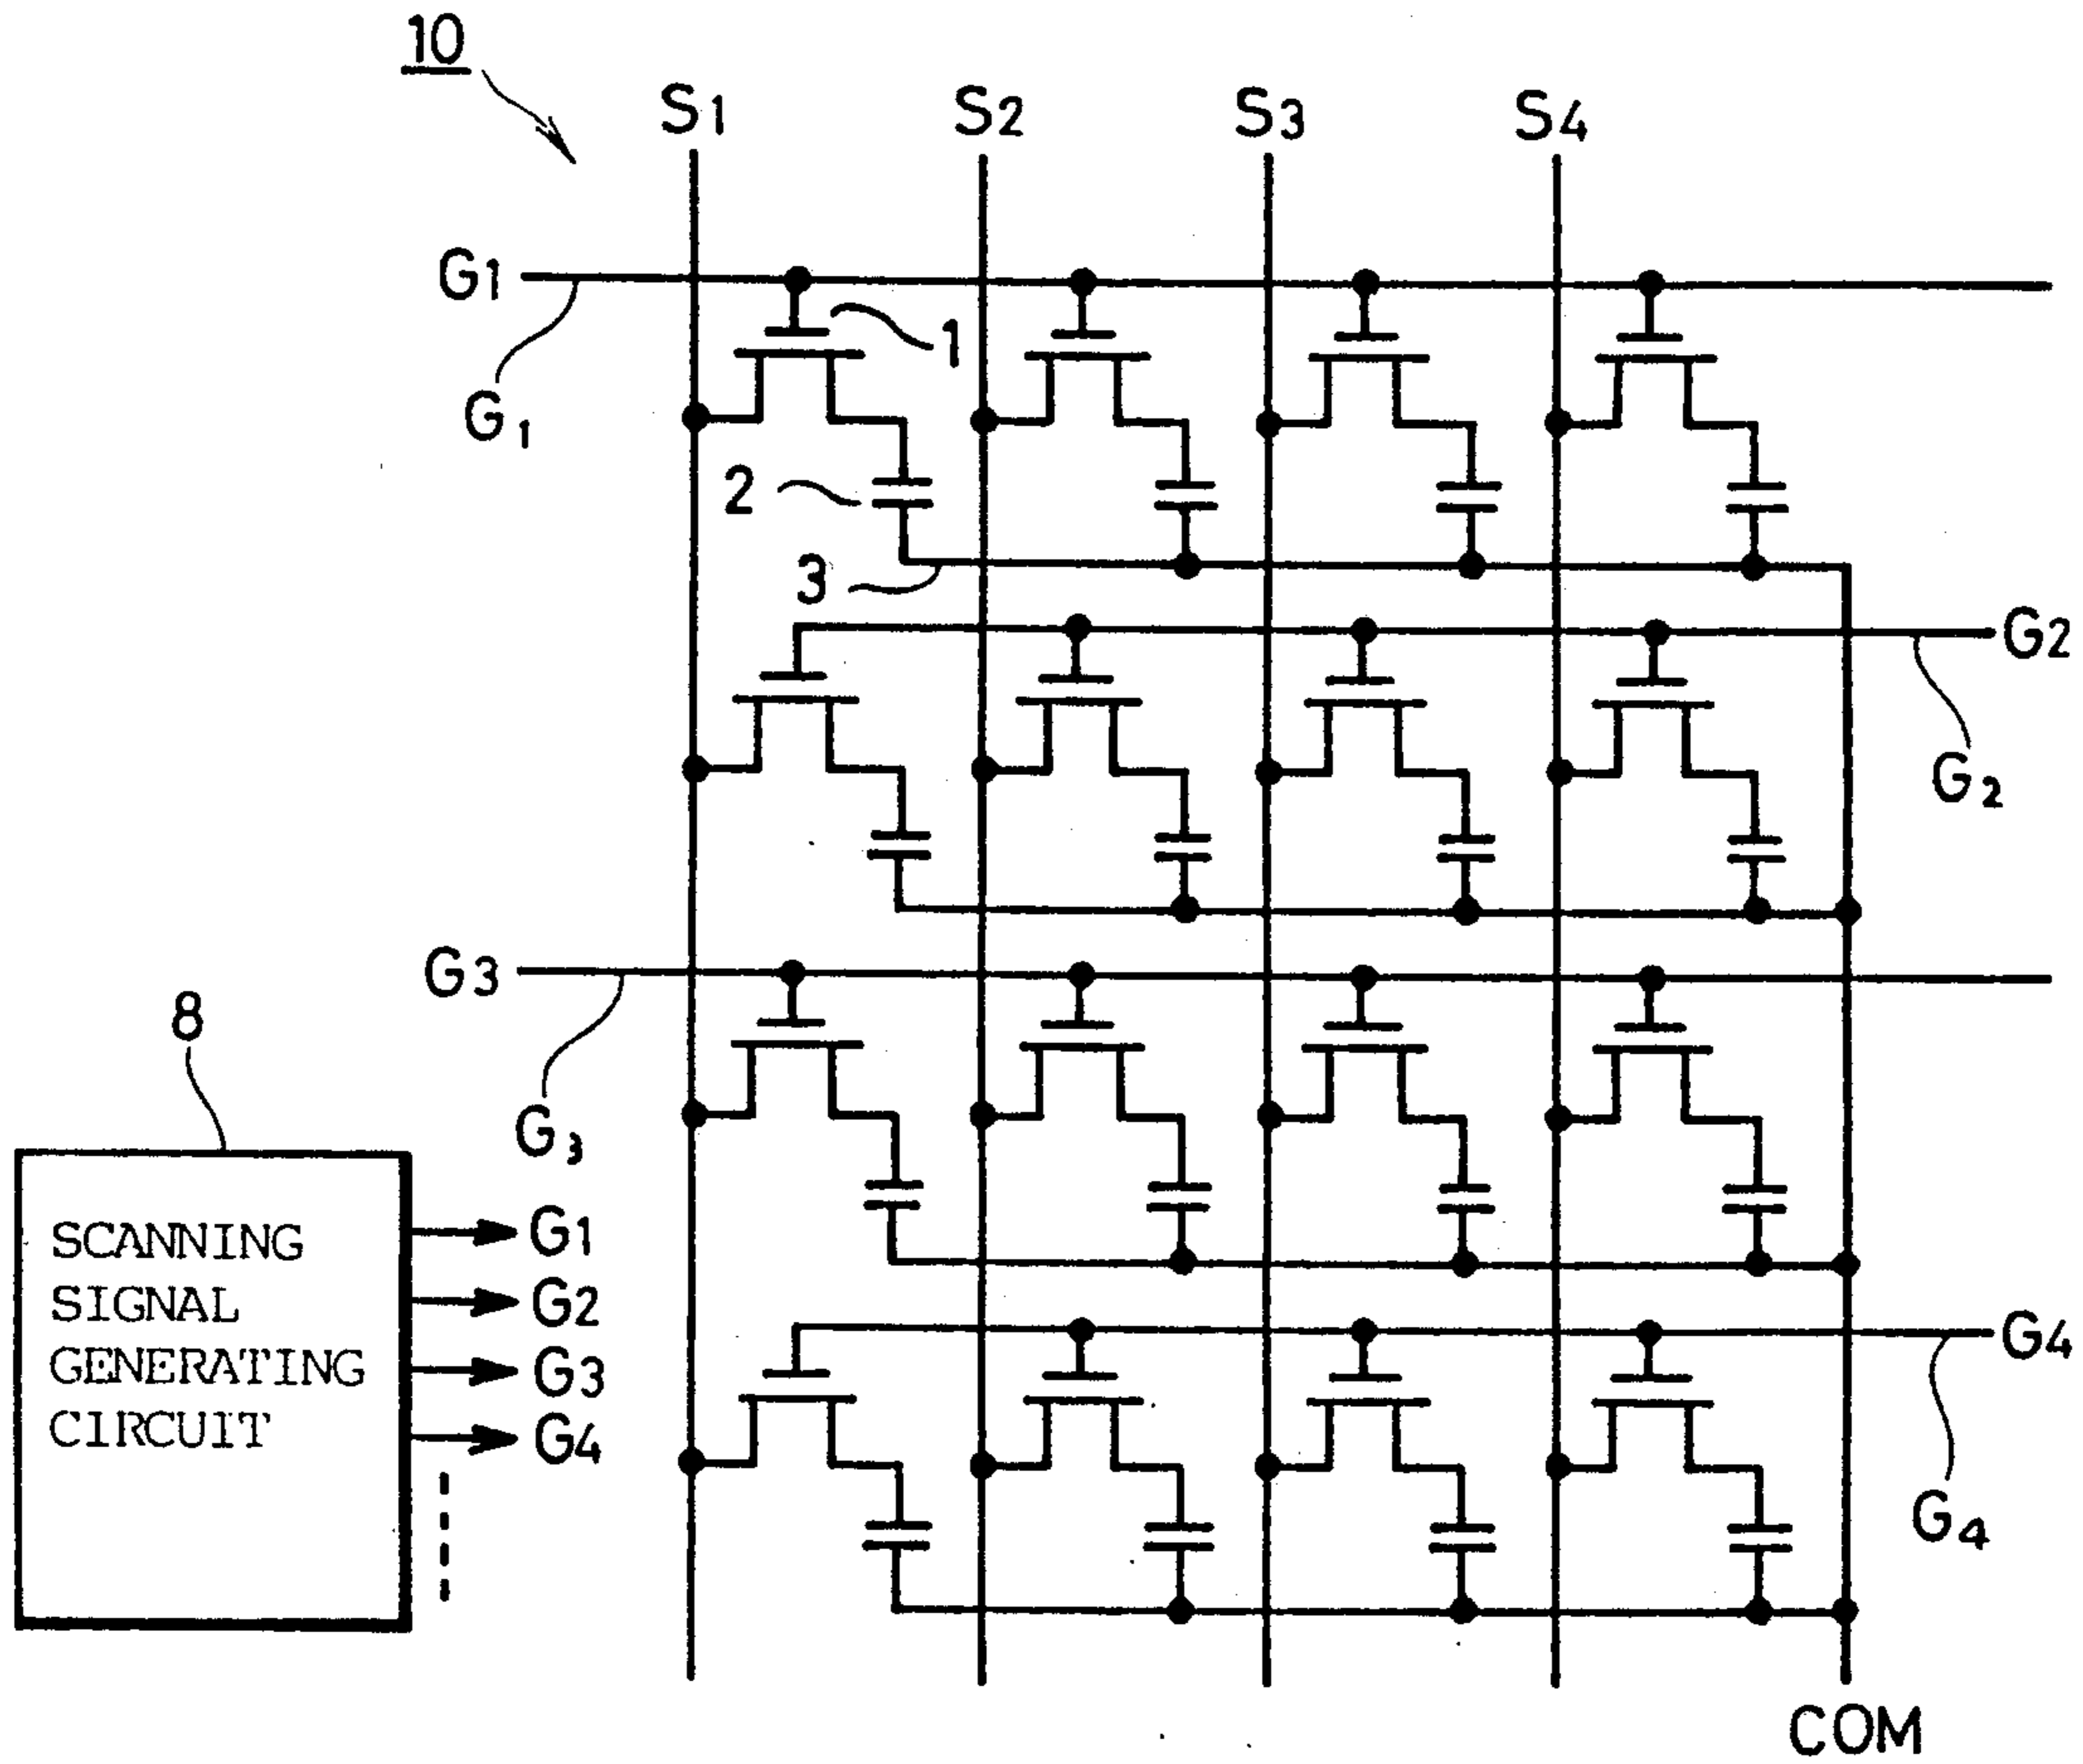 10
S1 S2 S3 S4
G1
1
G1
2
3
G2
G2
G3
8
G3
SCANNING
SIGNAL
GENERATING
CIRCUIT
G1
G2
G3
G4
G4
G4
COM